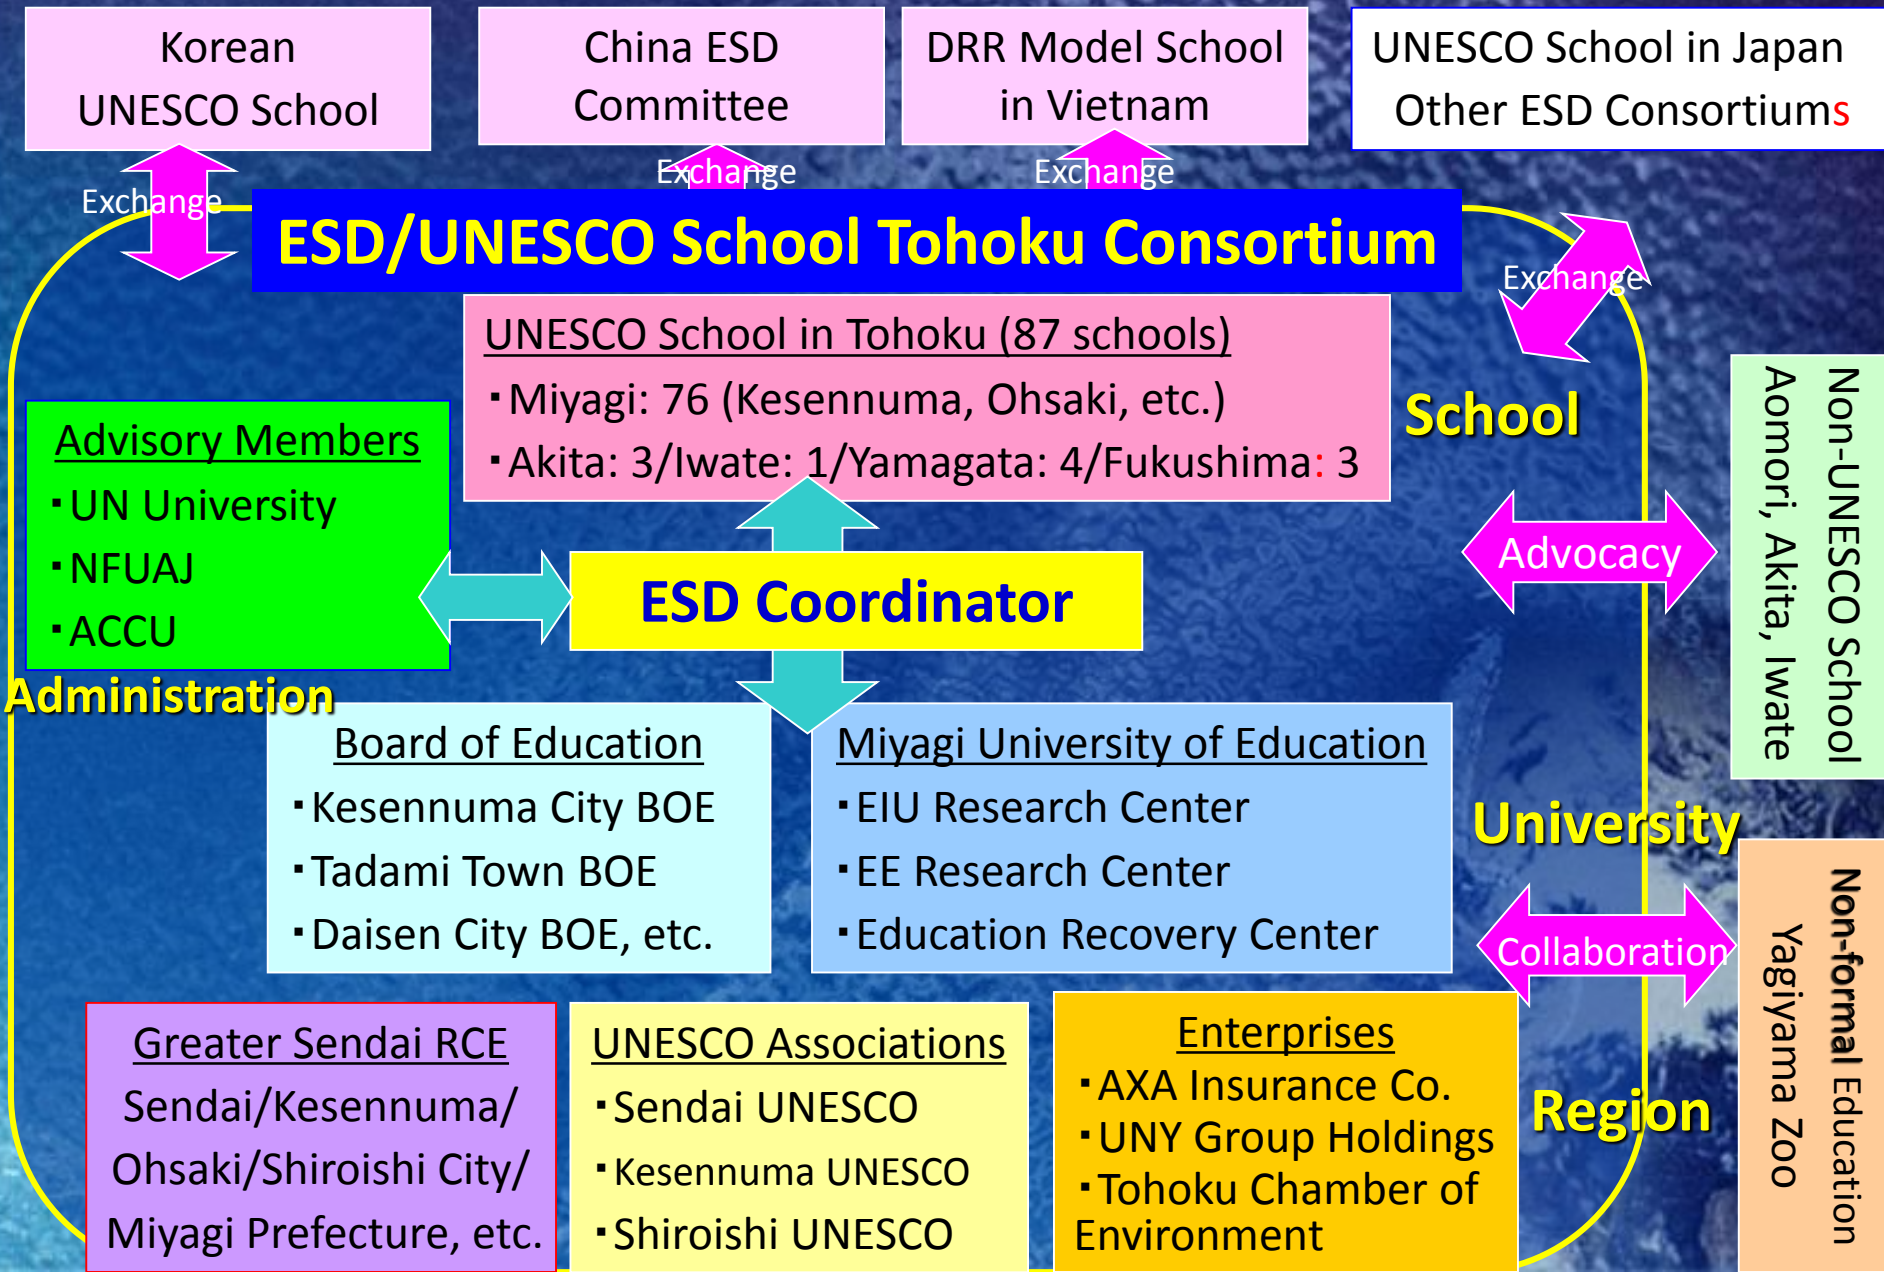 Korean
UNESCO School
China ESD
Committee
DRR Model School
in Vietnam
UNESCO School in Japan
Other ESD Consortiums
Exchange
Exchange
Exchange
ESD/UNESCO School Tohoku Consortium
Exchange
UNESCO School in Tohoku (87 schools)
・Miyagi: 76 (Kesennuma, Ohsaki, etc.)
・Akita: 3/Iwate: 1/Yamagata: 4/Fukushima: 3
School
Advisory Members
・UN University
・NFUAJ
・ACCU
Administration
ESD Coordinator
Advocacy
Non-UNESCO School
Aomori, Akita, Iwate
Board of Education
・Kesennuma City BOE
・Tadami Town BOE
・Daisen City BOE, etc.
Miyagi University of Education
・EIU Research Center
・EE Research Center
・Education Recovery Center
University
Collaboration
Non-formal Education
Yagiyama Zoo
Greater Sendai RCE
Sendai/Kesennuma/
Ohsaki/Shiroishi City/
Miyagi Prefecture, etc.
UNESCO Associations
・Sendai UNESCO
・Kesennuma UNESCO
・Shiroishi UNESCO
Enterprises
・AXA Insurance Co.
・UNY Group Holdings
・Tohoku Chamber of
Environment
Region